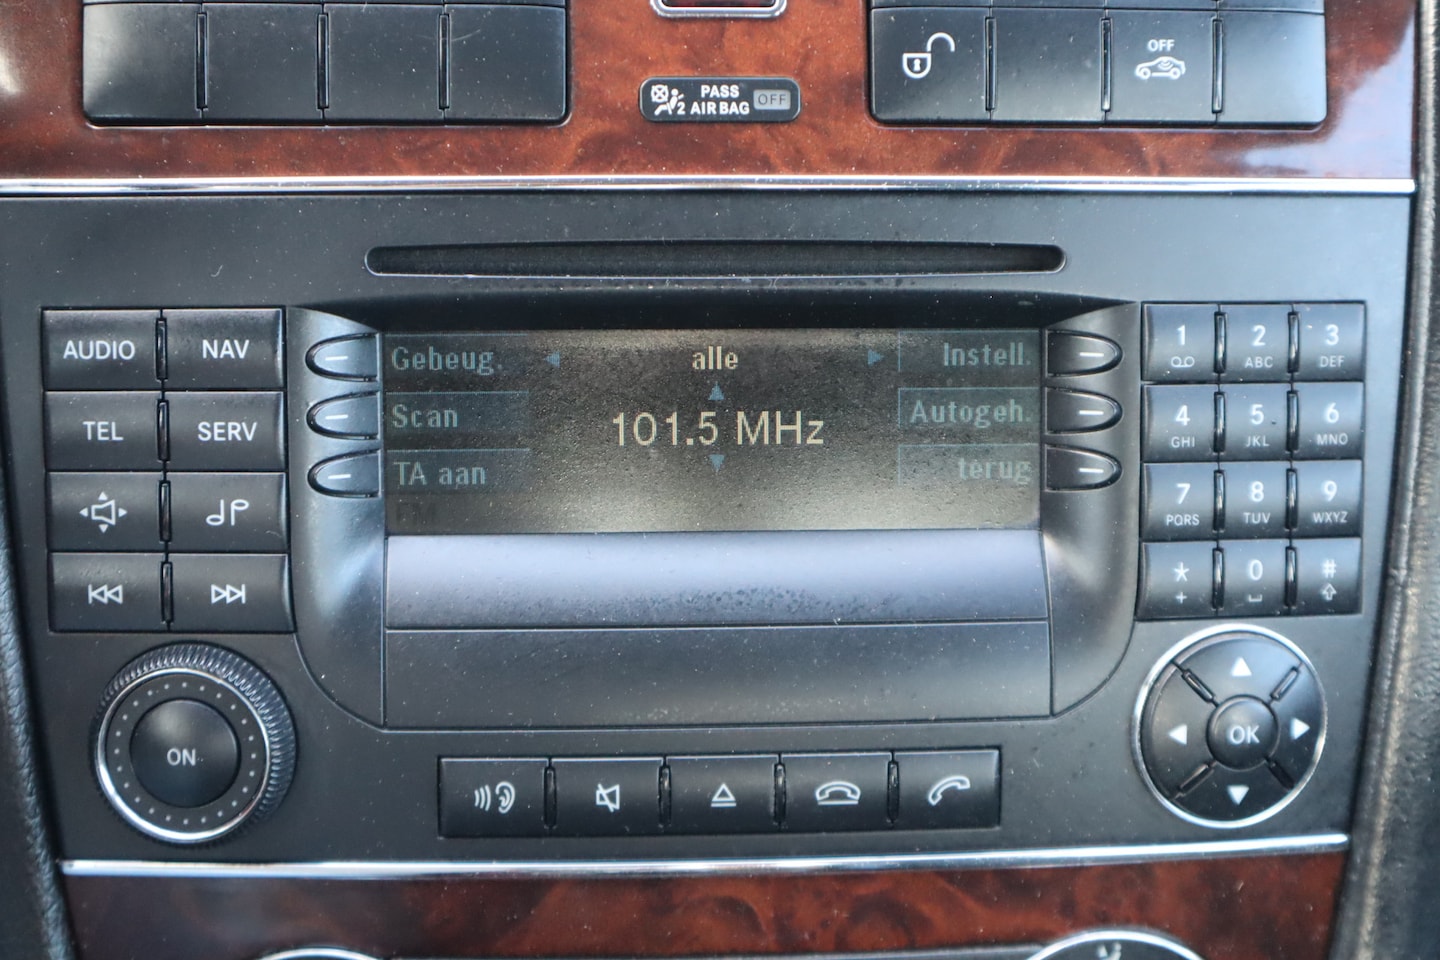 OFF
PASS
2 AIR BAG OFF
AUDIO
NAV
TEL
SERV
ON
Gebeug. alle Instell.
Scan 101.5 MHz Autogeh.
TA aan terug
FM
1 2 3
ABC DEF
4 5 6
GHI JKL MNO
7 8 9
PQRS TUV WXYZ
* 0 #
+
OK